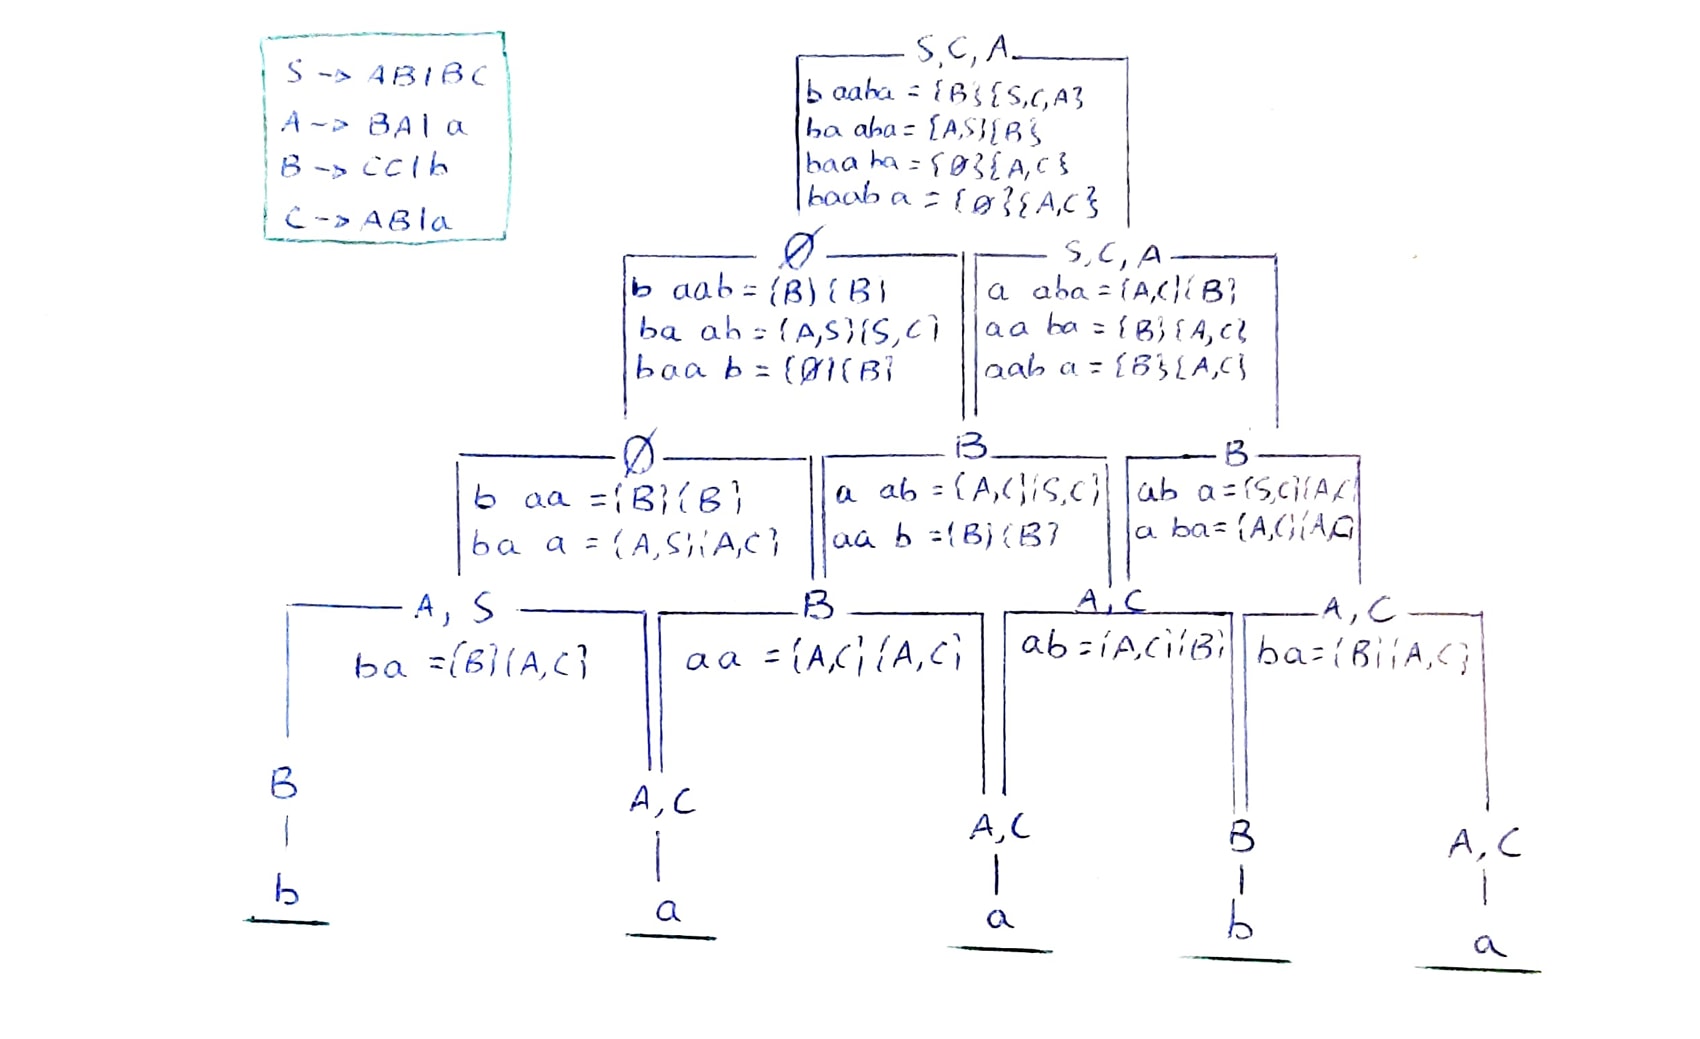 S -> AB|BC
A -> BA| a
B -> CC|b
C -> AB|a
S, C, A
b aaba = {B}{S,C,A}
ba aba = {A,S}{B}
baa ba = {Ø}{A,C}
baab a = {Ø}{A,C}
Ø
b aab = {B}{B}
ba ab = {A,S}{S,C}
baa b = {Ø}{B}
S, C, A
a aba = {A,C}{B}
aa ba = {B}{A,C}
aab a = {B}{A,C}
Ø
b aa = {B}{B}
ba a = {A,S}{A,C}
B
a ab = {A,C}{S,C}
aa b = {B}{B}
B
ab a = {S,C}{A,C
a ba = {A,C}{A,C}
A, S
ba = {B}{A,C}
B
aa = {A,C}{A,C}
A, C
ab = {A,C}{B}
A, C
ba = {B}{A,C}
B
A, C
A, C
B
A, C
b
a
a
b
a